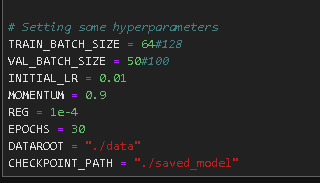 # Setting some hyperparameters
TRAIN_BATCH_SIZE = 64#128
VAL_BATCH_SIZE = 50#100
INITIAL_LR = 0.01
MOMENTUM = 0.9
REG = 1e-4
EPOCHS = 30
DATAROOT = "./data"
CHECKPOINT_PATH = "./saved_model"